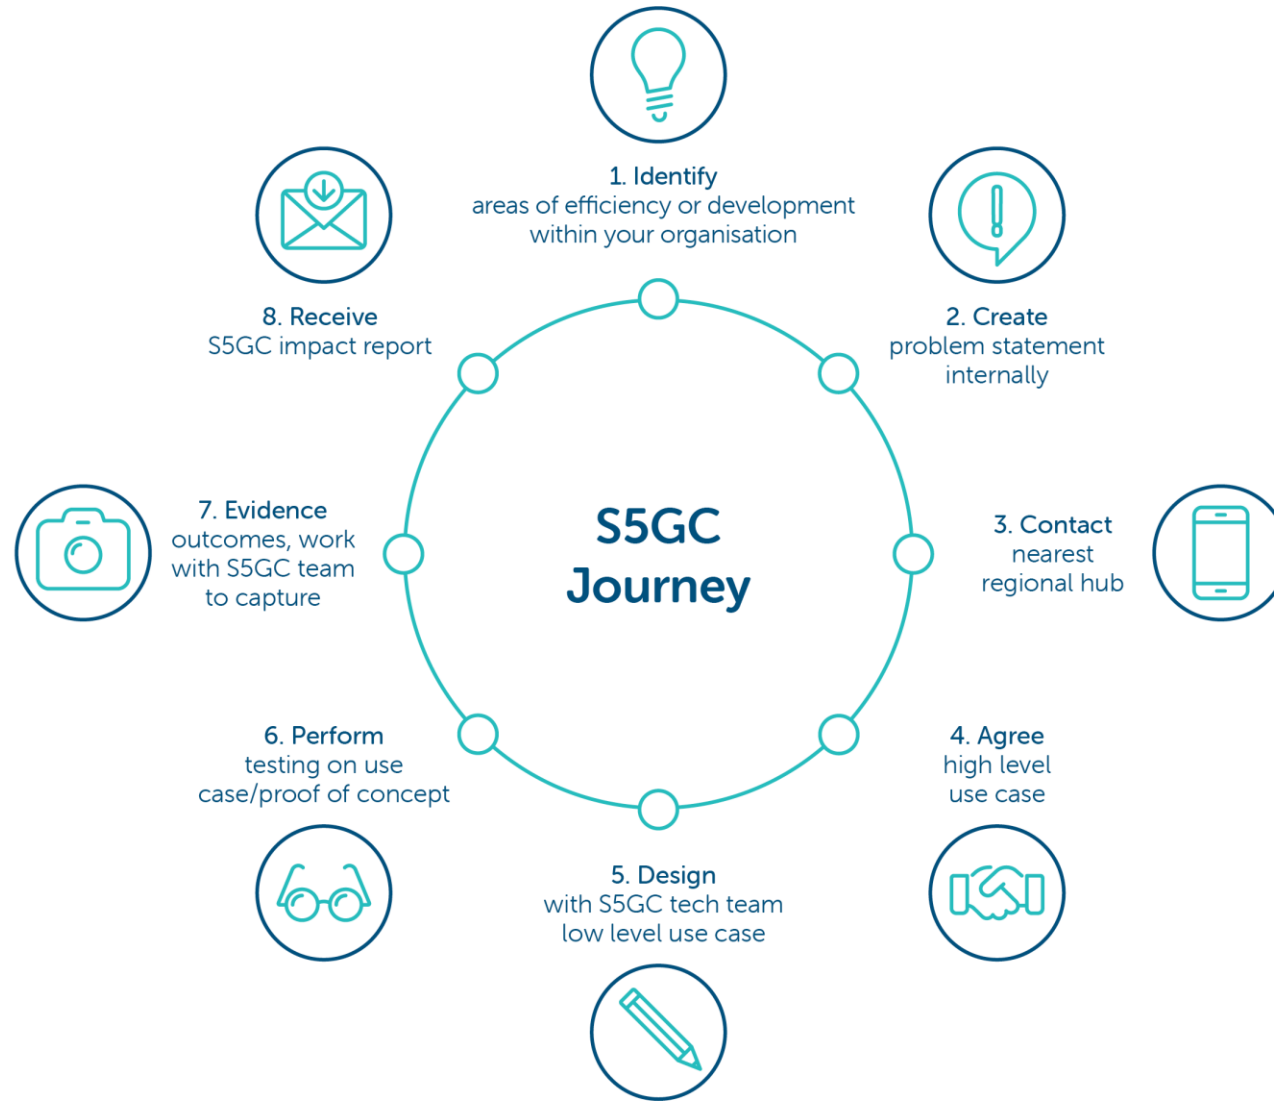 1. Identify
areas of efficiency or development
within your organisation
2. Create
problem statement
internally
3. Contact
nearest
regional hub
4. Agree
high level
use case
5. Design
with S5GC tech team
low level use case
6. Perform
testing on use
case/proof of concept
7. Evidence
outcomes, work
with S5GC team
to capture
8. Receive
S5GC impact report
S5GC
Journey